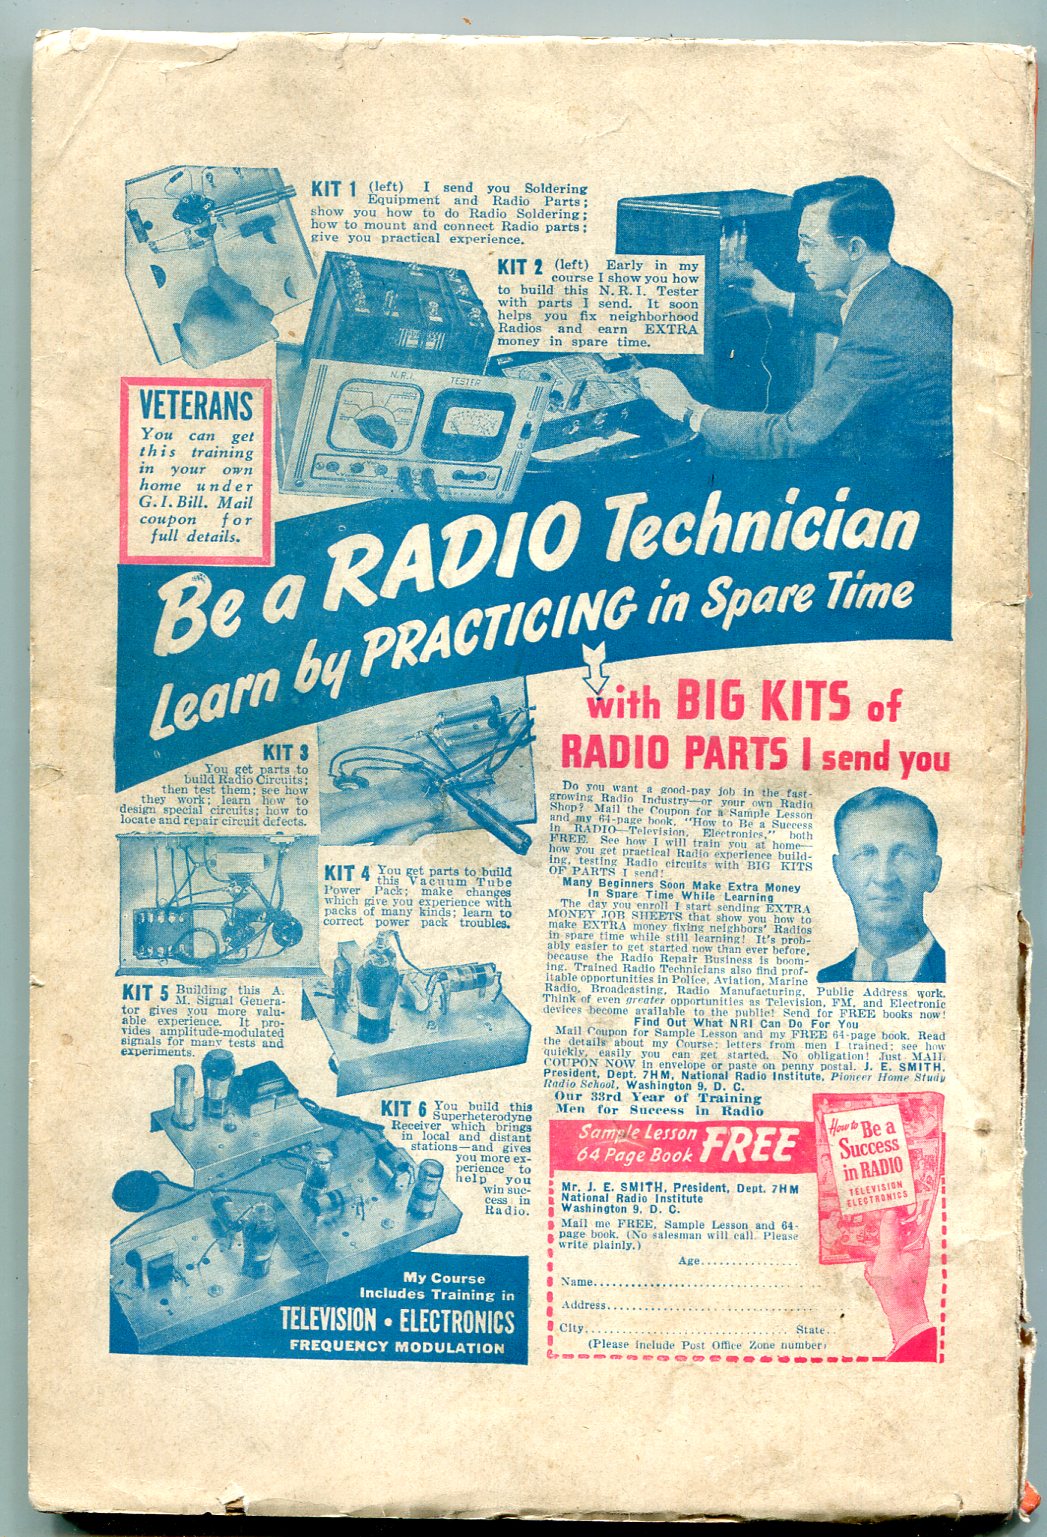 KIT 1 (left) I send you Soldering
Equipment and Radio Parts;
show you how to do Radio Soldering;
how to mount and connect Radio parts;
give you practical experience.
KIT 2 (left) Early in my
course I show you how
to build this N. R. I. Tester
with parts I send. It soon
helps you fix neighborhood
Radios and earn EXTRA
money in spare time.
N.R.I. TESTER
VETERANS
You can get
this training
in your own
home under
G. I. Bill. Mail
coupon for
full details.
Be a RADIO Technician
Learn by PRACTICING in Spare Time
with BIG KITS of
RADIO PARTS I send you
KIT 3
You get parts to
build Radio Circuits;
then test them; see how
they work; learn how to
design special circuits; how to
locate and repair circuit defects.
KIT 4 You get parts to build
this Vacuum Tube
Power Pack; make changes
which give you experience with
packs of many kinds; learn to
correct power pack troubles.
KIT 5 Building this A.
M. Signal Genera-
tor gives you more valu-
able experience. It pro-
vides amplitude-modulated
signals for many tests and
experiments.
KIT 6 You build this
Superheterodyne
Receiver which brings
in local and distant
stations—and gives
you more ex-
perience to
help you
win suc-
cess in
Radio.
My Course
Includes Training in
TELEVISION • ELECTRONICS
FREQUENCY MODULATION
Do you want a good-pay job in the fast-
growing Radio Industry—or your own Radio
Shop? Mail the Coupon for a Sample Lesson
and my 64-page book, "How to Be a Success
in RADIO—Television, Electronics," both
FREE. See how I will train you at home—
how you get practical Radio experience build-
ing, testing Radio circuits with BIG KITS
OF PARTS I send!
Many Beginners Soon Make Extra Money
In Spare Time While Learning
The day you enroll I start sending EXTRA
MONEY JOB SHEETS that show you how to
make EXTRA money fixing neighbors' Radios
in spare time while still learning! It's prob-
ably easier to get started now than ever before,
because the Radio Repair Business is boom-
ing. Trained Radio Technicians also find prof-
itable opportunities in Police, Aviation, Marine
Radio, Broadcasting, Radio Manufacturing, Public Address work.
Think of even greater opportunities as Television, FM, and Electronic
devices become available to the public! Send for FREE books now!
Find Out What NRI Can Do For You
Mail Coupon for Sample Lesson and my FREE 64-page book. Read
the details about my Course; letters from men I trained; see how
quickly, easily you can get started. No obligation! Just MAIL
COUPON NOW in envelope or paste on penny postal. J. E. SMITH,
President, Dept. 7HM, National Radio Institute, Pioneer Home Study
Radio School, Washington 9, D. C.
Our 33rd Year of Training
Men for Success in Radio
Sample Lesson
64 Page Book FREE
How to Be a
Success
in RADIO
TELEVISION
ELECTRONICS
Mr. J. E. SMITH, President, Dept. 7HM
National Radio Institute
Washington 9, D. C.
Mail me FREE, Sample Lesson and 64-
page book. (No salesman will call. Please
write plainly.)
Age................
Name....................................
Address..................................
City................................. State..
(Please include Post Office Zone number)